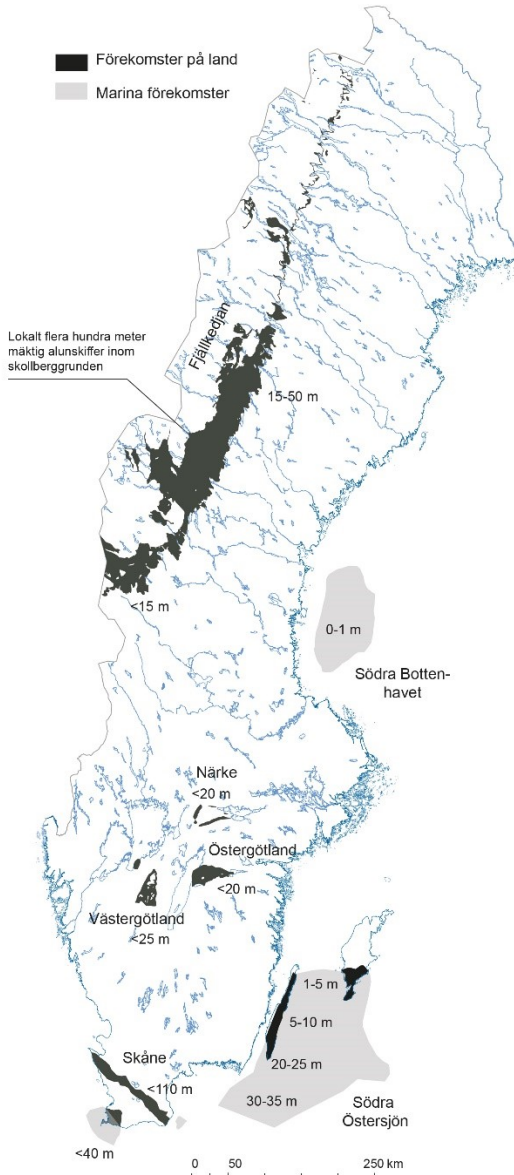 Förekomster på land
Marina förekomster
Fjällkedjan
Lokalt flera hundra meter
mäktig alunskiffer inom
skollberggrunden
15-50 m
<15 m
0-1 m
Södra Botten-
havet
Närke
<20 m
Östergötland
<20 m
Västergötland
<25 m
1-5 m
5-10 m
20-25 m
30-35 m
Södra
Östersjön
Skåne
<110 m
<40 m
0 50 250 km